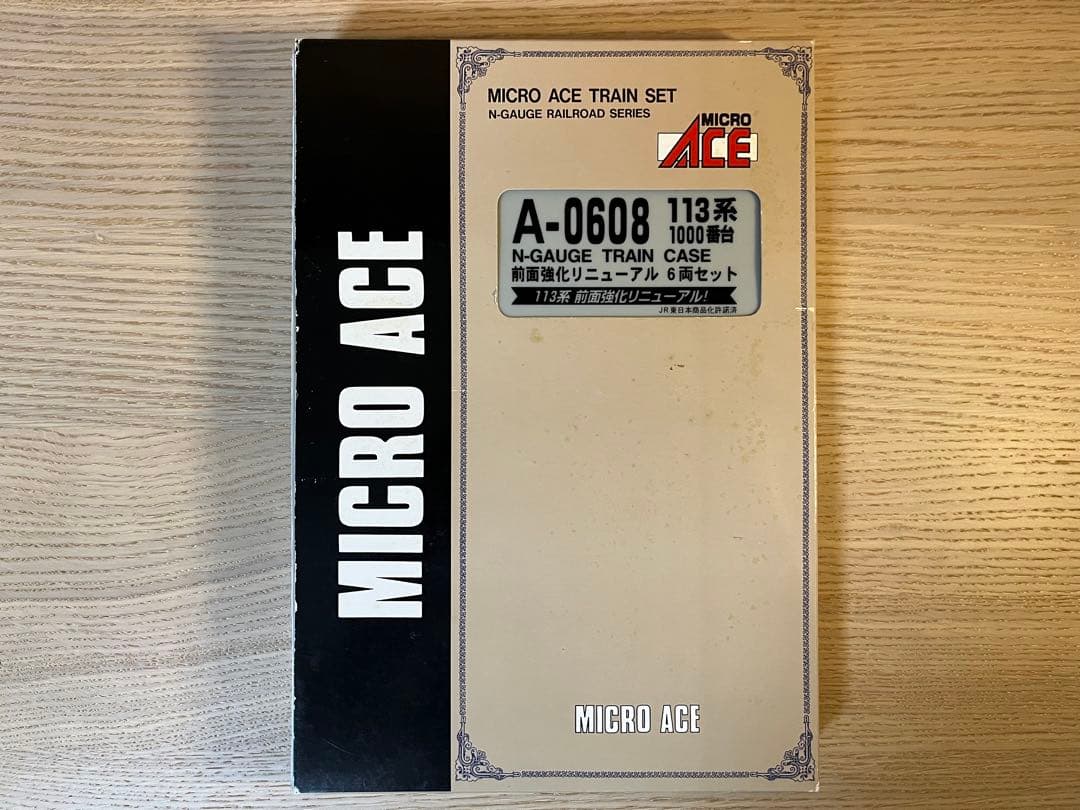 MICRO ACE
MICRO ACE TRAIN SET
N-GAUGE RAILROAD SERIES
MICRO
ACE
A-0608 113系
1000番台
N-GAUGE TRAIN CASE
前面強化リニューアル 6両セット
113系 前面強化リニューアル!
JR東日本商品化許諾済
MICRO ACE